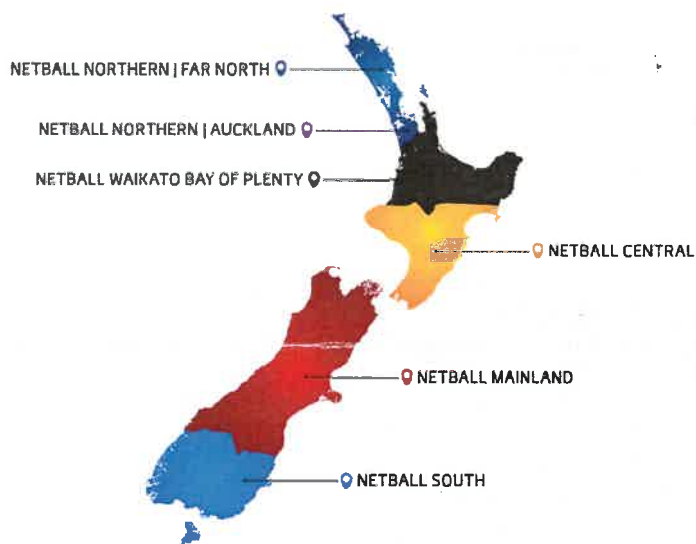 NETBALL NORTHERN | FAR NORTH
NETBALL NORTHERN | AUCKLAND
NETBALL WAIKATO BAY OF PLENTY
NETBALL CENTRAL
NETBALL MAINLAND
NETBALL SOUTH